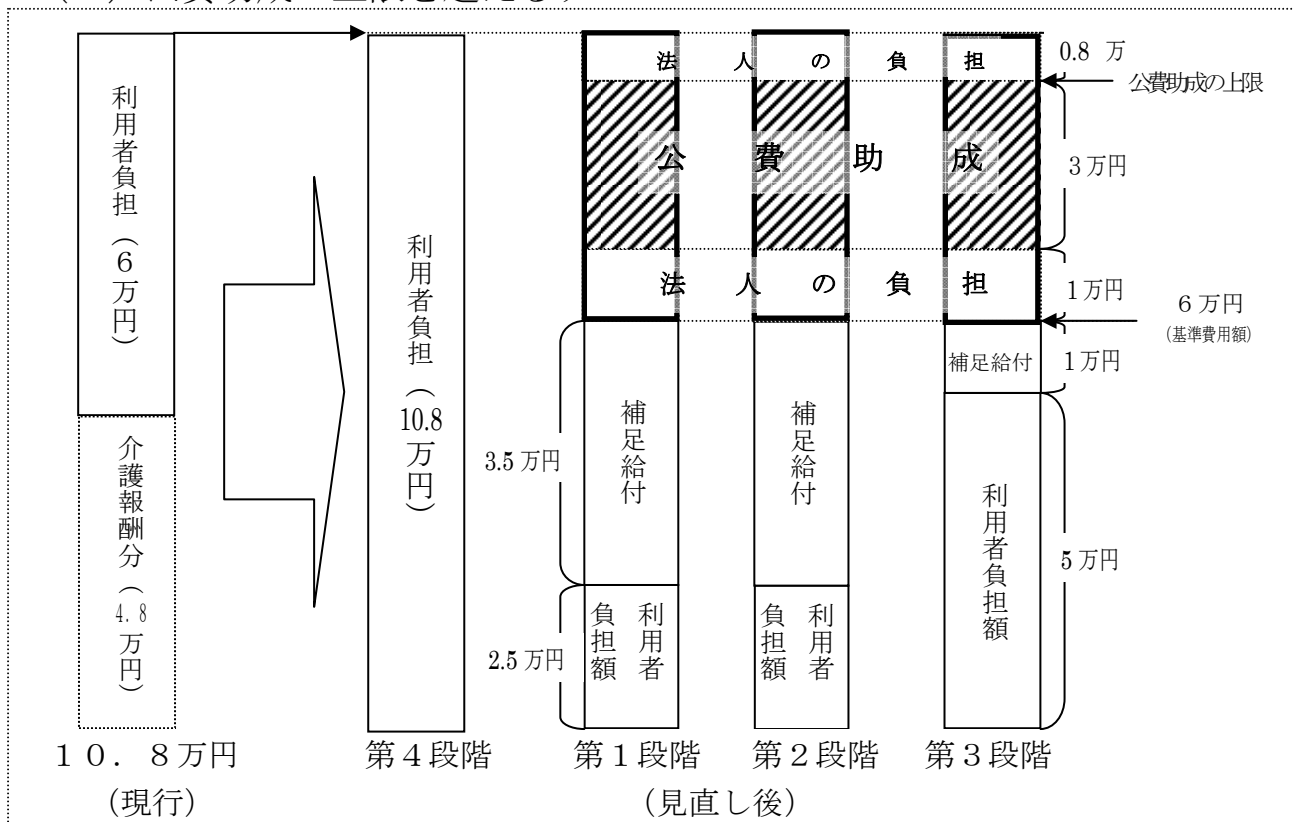 利用者負担（６万円）
介護報酬分（4.8万円）
１０．８万円
（現行）
利用者負担（10.8万円）
第４段階
法人の負担
公費助成
法人の負担
補足給付
補足給付
補足給付
3.5 万円
2.5 万円
利用者
負担額
利用者
負担額
利用者負担額
0.8 万
公費助成の上限
３万円
１万円
６万円
(基準費用額)
１万円
５万円
第１段階
第２段階
第３段階
（見直し後）